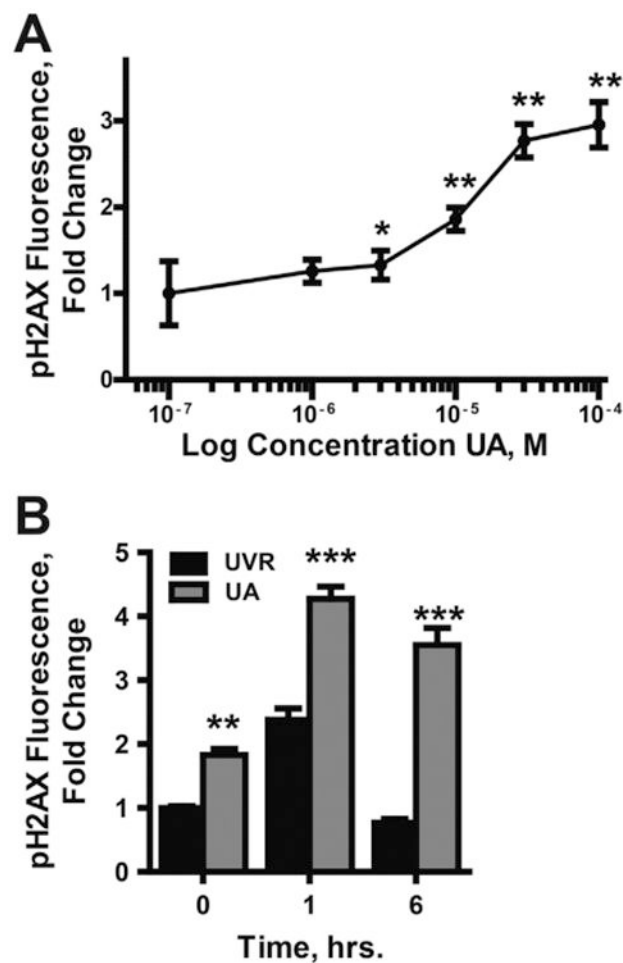 A
pH2AX Fluorescence,
Fold Change
3
2
1
0
*
**
**
**
10-7
10-6
10-5
10-4
Log Concentration UA, M
B
pH2AX Fluorescence,
Fold Change
5
4
3
2
1
0
UVR
UA
**
***
***
0
1
6
Time, hrs.